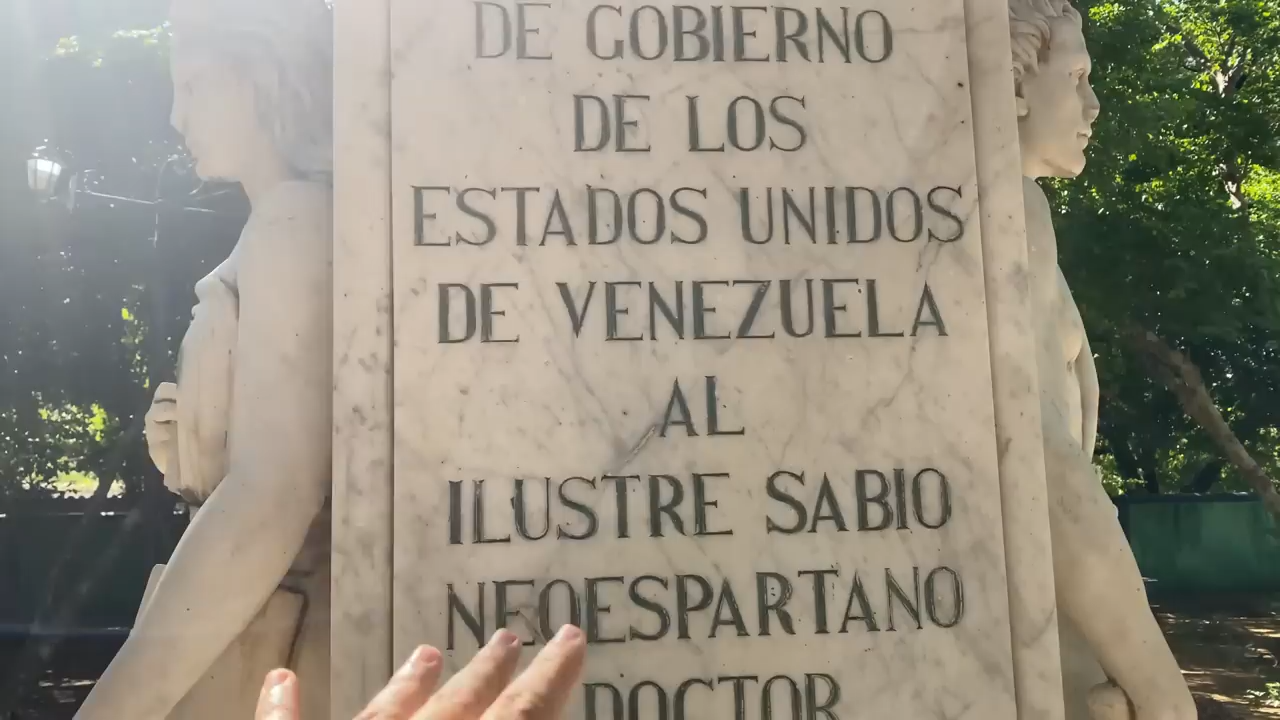 DE GOBIERNO
DE LOS
ESTADOS UNIDOS
DE VENEZUELA
AL
ILUSTRE SABIO
NEOESPARTANO
DOCTOR